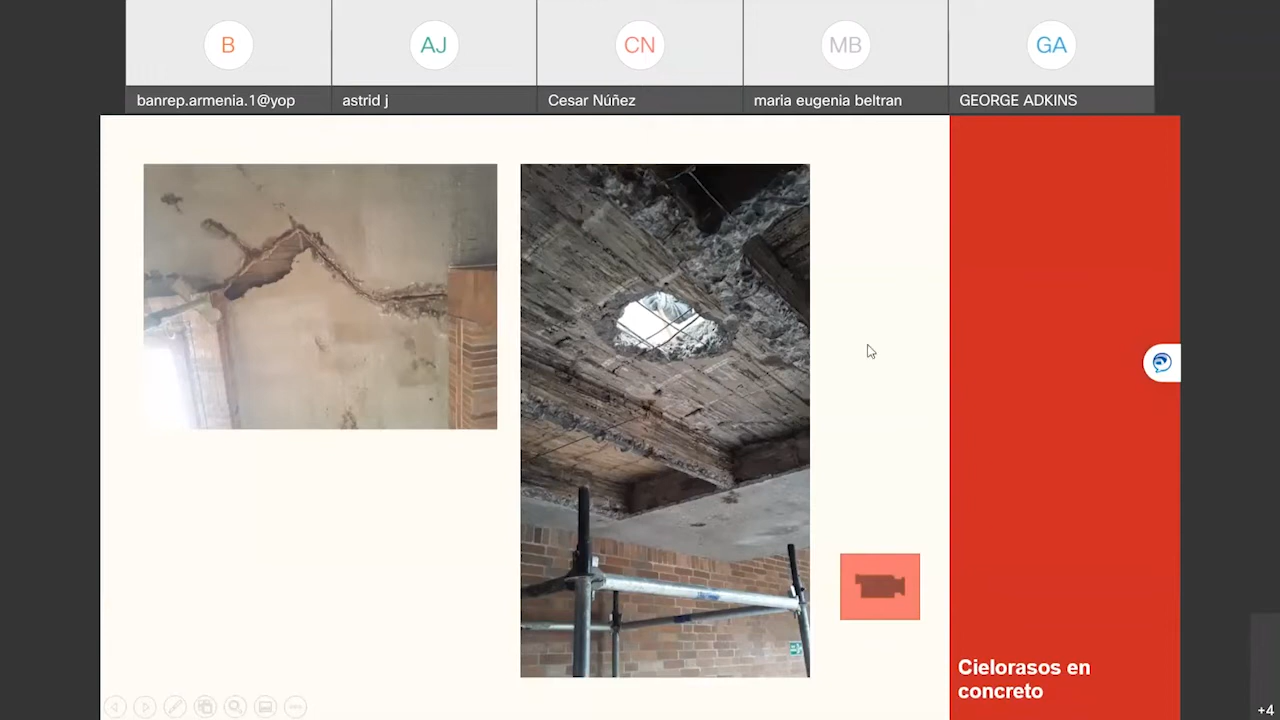 B
AJ
CN
MB
GA
banrep.armenia.1@yop
astrid j
Cesar Núñez
maria eugenia beltran
GEORGE ADKINS
Cielorasos en
concreto
+4